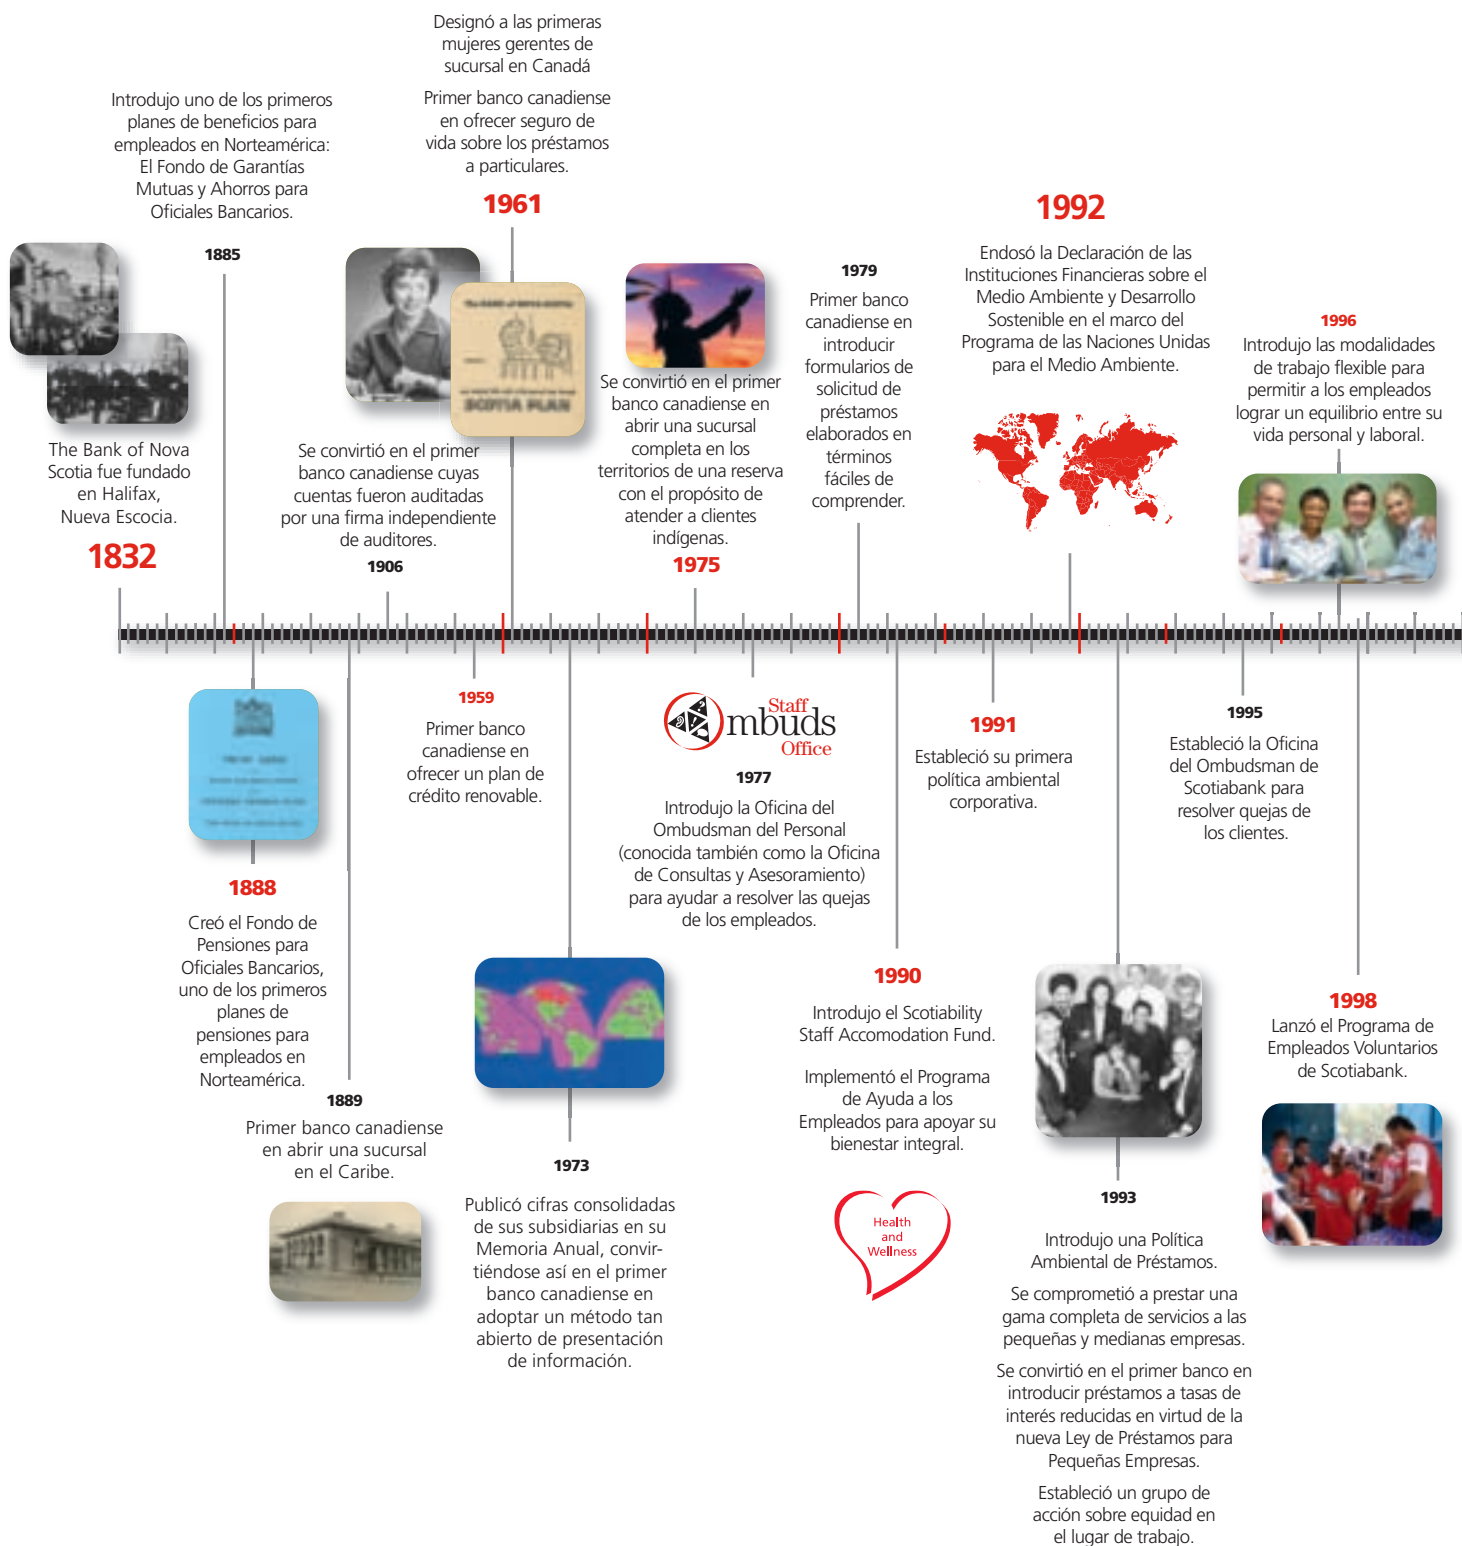 Designó a las primeras
mujeres gerentes de
sucursal en Canadá
Primer banco canadiense
en ofrecer seguro de
vida sobre los préstamos
a particulares.
1961
Introdujo uno de los primeros
planes de beneficios para
empleados en Norteamérica:
El Fondo de Garantías
Mutuas y Ahorros para
Oficiales Bancarios.
1885
The Bank of Nova
Scotia fue fundado
en Halifax,
Nueva Escocia.
1832
SCOTIA PLAN
Se convirtió en el primer
banco canadiense cuyas
cuentas fueron auditadas
por una firma independiente
de auditores.
1906
Se convirtió en el primer
banco canadiense en
abrir una sucursal
completa en los
territorios de una reserva
con el propósito de
atender a clientes
indígenas.
1975
1979
Primer banco
canadiense en
introducir
formularios de
solicitud de
préstamos
elaborados en
términos
fáciles de
comprender.
1992
Endosó la Declaración de las
Instituciones Financieras sobre el
Medio Ambiente y Desarrollo
Sostenible en el marco del
Programa de las Naciones Unidas
para el Medio Ambiente.
1996
Introdujo las modalidades
de trabajo flexible para
permitir a los empleados
lograr un equilibrio entre su
vida personal y laboral.
1888
Creó el Fondo de
Pensiones para
Oficiales Bancarios,
uno de los primeros
planes de
pensiones para
empleados en
Norteamérica.
1889
Primer banco canadiense
en abrir una sucursal
en el Caribe.
1959
Primer banco
canadiense en
ofrecer un plan de
crédito renovable.
1973
Publicó cifras consolidadas
de sus subsidiarias en su
Memoria Anual, convir-
tiéndose así en el primer
banco canadiense en
adoptar un método tan
abierto de presentación
de información.
Staff
mbuds
Office
1977
Introdujo la Oficina del
Ombudsman del Personal
(conocida también como la Oficina
de Consultas y Asesoramiento)
para ayudar a resolver las quejas
de los empleados.
1990
Introdujo el Scotiability
Staff Accomodation Fund.
Implementó el Programa
de Ayuda a los
Empleados para apoyar su
bienestar integral.
Health
and
Wellness
1991
Estableció su primera
política ambiental
corporativa.
1993
Introdujo una Política
Ambiental de Préstamos.
Se comprometió a prestar una
gama completa de servicios a las
pequeñas y medianas empresas.
Se convirtió en el primer banco en
introducir préstamos a tasas de
interés reducidas en virtud de la
nueva Ley de Préstamos para
Pequeñas Empresas.
Estableció un grupo de
acción sobre equidad en
el lugar de trabajo.
1995
Estableció la Oficina
del Ombudsman de
Scotiabank para
resolver quejas de
los clientes.
1998
Lanzó el Programa de
Empleados Voluntarios
de Scotiabank.